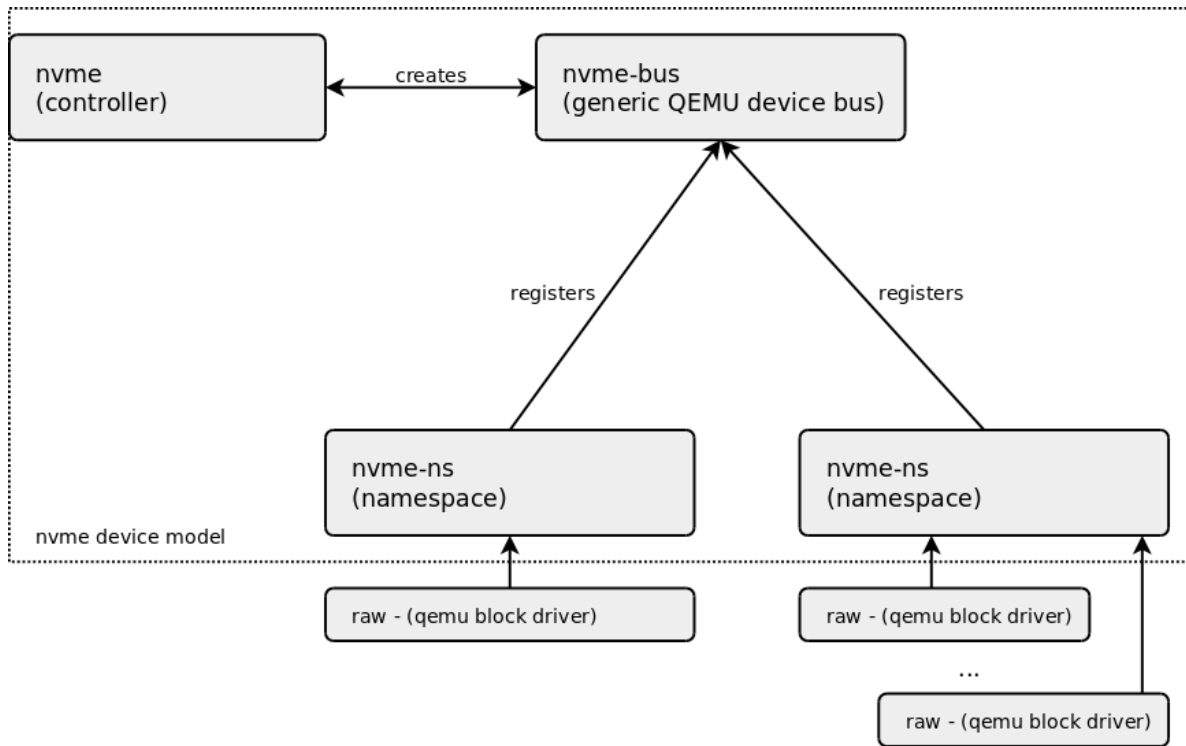 nvme
(controller)
creates
nvme-bus
(generic QEMU device bus)
registers
registers
nvme-ns
(namespace)
nvme-ns
(namespace)
nvme device model
raw - (qemu block driver)
raw - (qemu block driver)
...
raw - (qemu block driver)